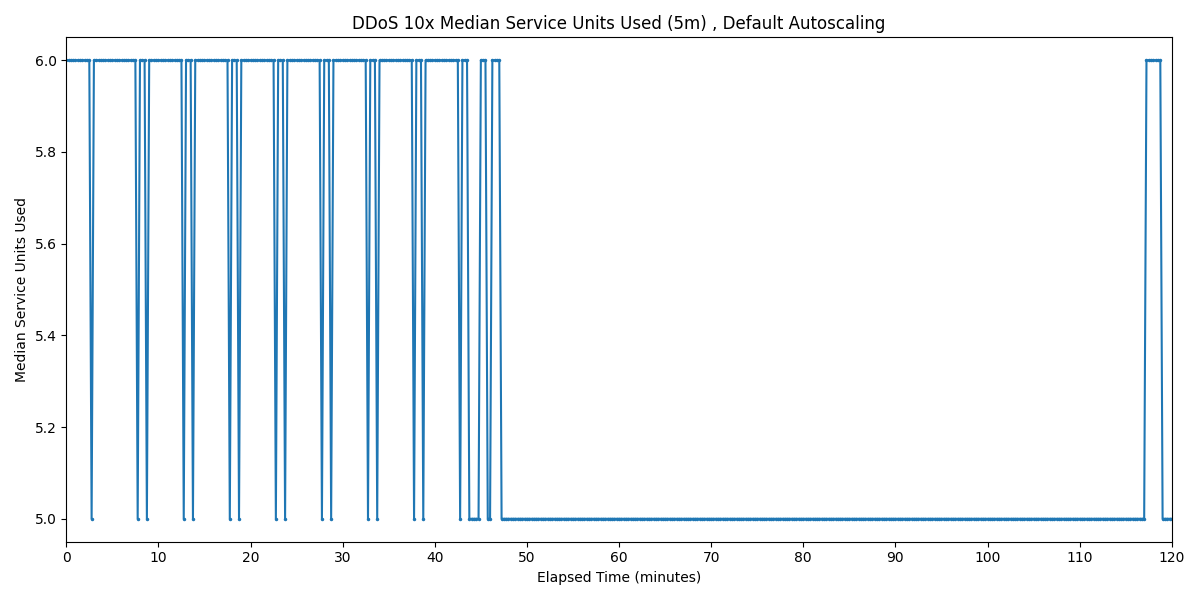 DDoS 10x Median Service Units Used (5m) , Default Autoscaling
6.0
5.8
5.6
5.4
5.2
5.0
Median Service Units Used
0 10 20 30 40 50 60 70 80 90 100 110 120
Elapsed Time (minutes)